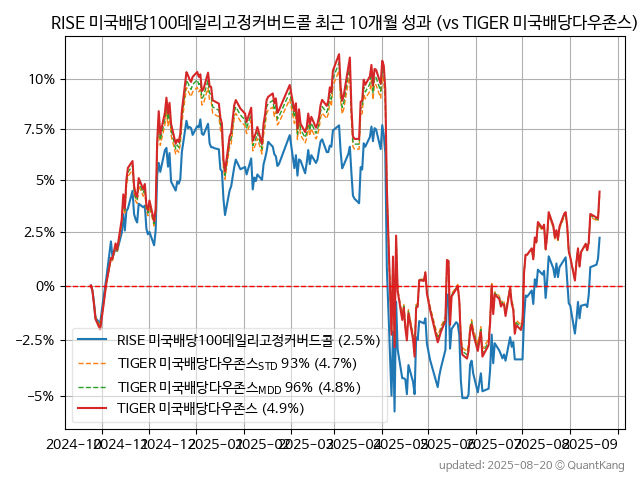 RISE 미국배당100데일리고정커버드콜 최근 10개월 성과 (vs TIGER 미국배당다우존스)
10%
7.5%
5%
2.5%
0%
−2.5%
−5%
RISE 미국배당100데일리고정커버드콜 (2.5%)
TIGER 미국배당다우존스STD 93% (4.7%)
TIGER 미국배당다우존스MDD 96% (4.8%)
TIGER 미국배당다우존스 (4.9%)
2024-10 2024-11 2024-12 2025-01 2025-02 2025-03 2025-04 2025-05 2025-06 2025-07 2025-08 2025-09
updated: 2025-08-20 © QuantKang